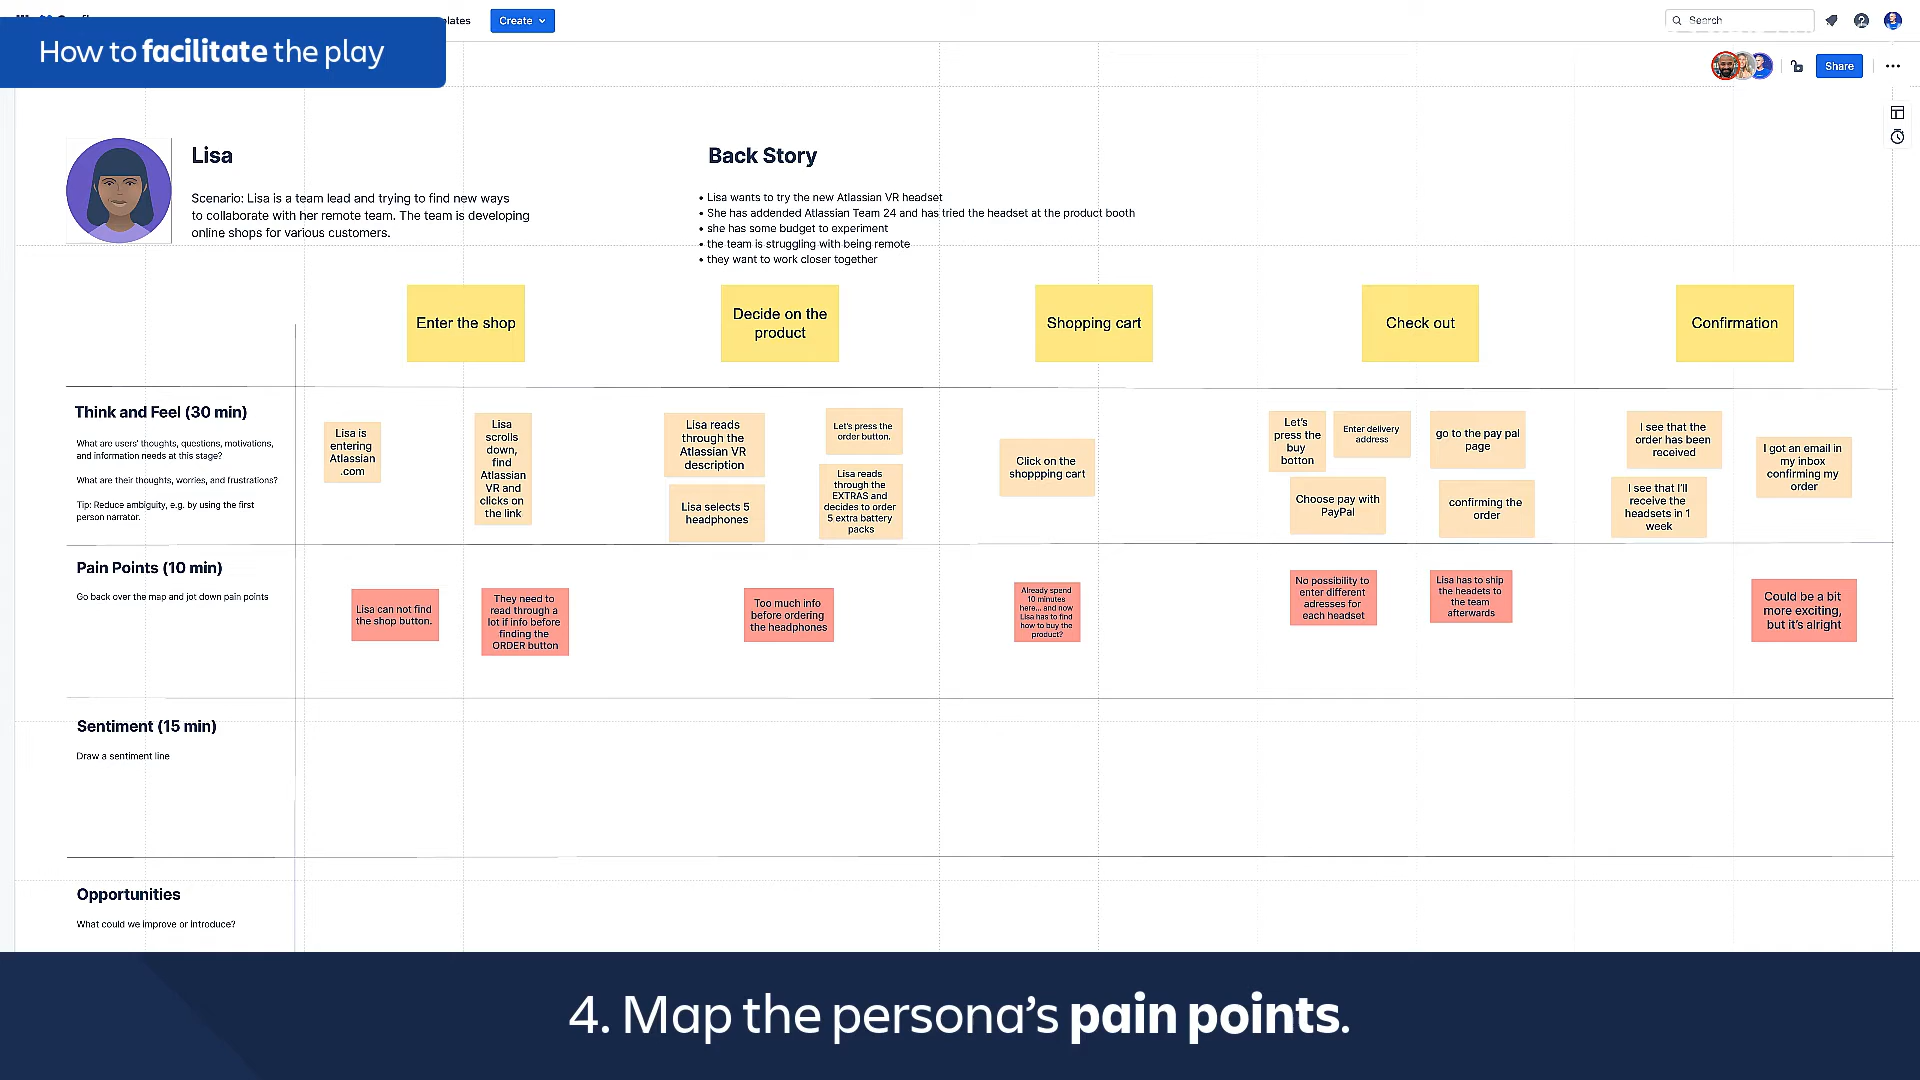 How to facilitate the play
Create
Search
Share
Lisa
Scenario: Lisa is a team lead and trying to find new ways
to collaborate with her remote team. The team is developing
online shops for various customers.
Back Story
• Lisa wants to try the new Atlassian VR headset
• She has addended Atlassian Team 24 and has tried the headset at the product booth
• she has some budget to experiment
• the team is struggling with being remote
• they want to work closer together
Enter the shop
Decide on the
product
Shopping cart
Check out
Confirmation
Think and Feel (30 min)
What are users' thoughts, questions, motivations,
and information needs at this stage?
What are their thoughts, worries, and frustrations?
Tip: Reduce ambiguity, e.g. by using the first
person narrator.
Lisa is
entering
Atlassian
.com
Lisa
scrolls
down,
find
Atlassian
VR and
clicks on
the link
Lisa reads
through the
Atlassian VR
description
Lisa selects 5
headphones
Let's press the
order button.
Lisa reads
through the
EXTRAS and
decides to order
5 extra battery
packs
Click on the
shoppping cart
Let's
press the
buy
botton
Enter delivery
address
Choose pay with
PayPal
go to the pay pal
page
confirming the
order
I see that the
order has been
received
I see that I'll
receive the
headsets in 1
week
I got an email in
my inbox
confirming my
order
Pain Points (10 min)
Go back over the map and jot down pain points
Lisa can not find
the shop button.
They need to
read through a
lot if info before
finding the
ORDER button
Too much info
before ordering
the headphones
Already spend
10 minutes
here... and now
Lisa has to find
how to buy the
product?
No possibility to
enter different
adresses for
each headset
Lisa has to ship
the headets to
the team
afterwards
Could be a bit
more exciting,
but it's alright
Sentiment (15 min)
Draw a sentiment line
Opportunities
What could we improve or introduce?
4. Map the persona's pain points.